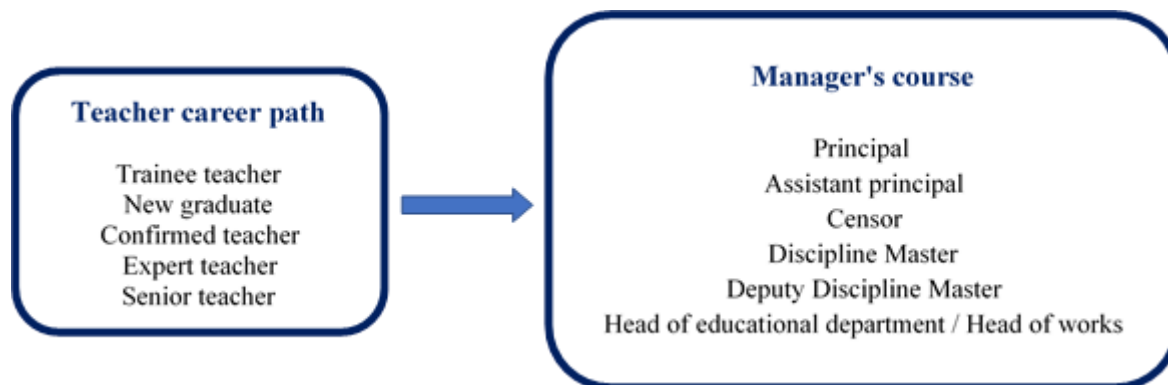 Teacher career path
Trainee teacher
New graduate
Confirmed teacher
Expert teacher
Senior teacher
Manager's course
Principal
Assistant principal
Censor
Discipline Master
Deputy Discipline Master
Head of educational department / Head of works